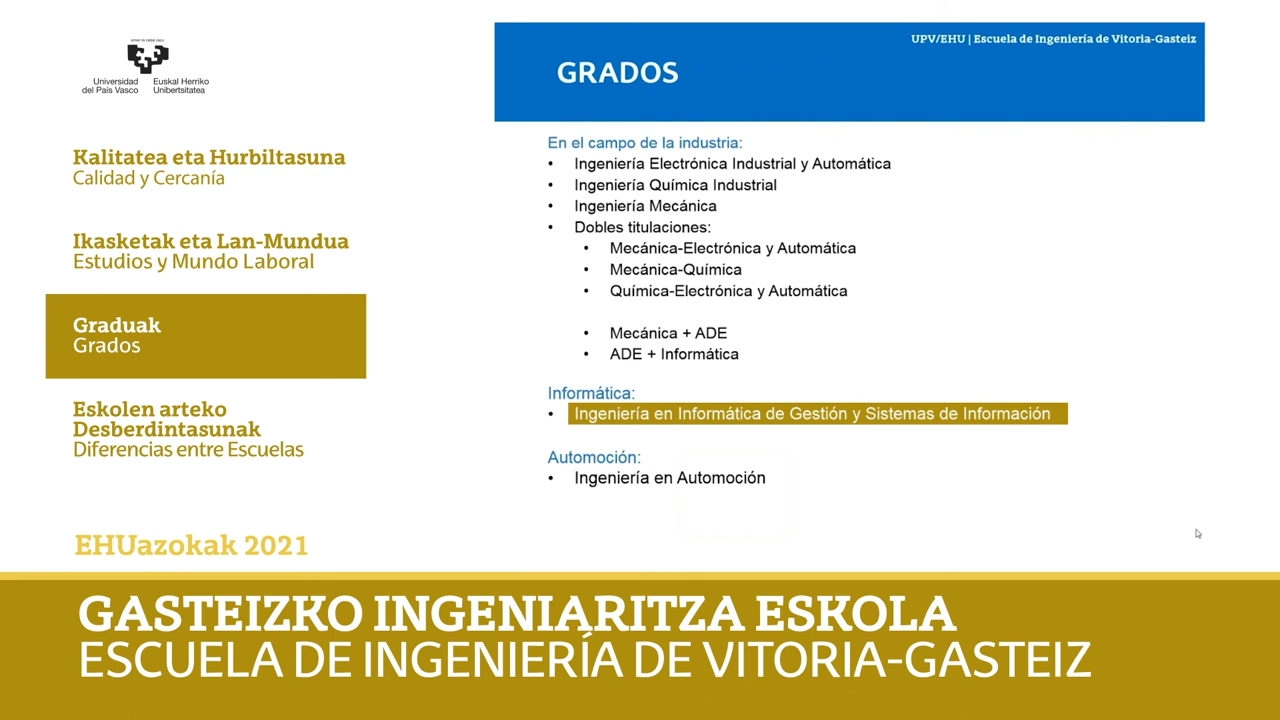 Universidad
del País Vasco
Euskal Herriko
Unibertsitatea
Kalitatea eta Hurbiltasuna
Calidad y Cercanía
Ikasketak eta Lan-Mundua
Estudios y Mundo Laboral
Graduak
Grados
Eskolen arteko
Desberdintasunak
Diferencias entre Escuelas
EHUazokak 2021
UPV/EHU | Escuela de Ingeniería de Vitoria-Gasteiz
GRADOS
En el campo de la industria:
• Ingeniería Electrónica Industrial y Automática
• Ingeniería Química Industrial
• Ingeniería Mecánica
• Dobles titulaciones:
• Mecánica-Electrónica y Automática
• Mecánica-Química
• Química-Electrónica y Automática
• Mecánica + ADE
• ADE + Informática
Informática:
• Ingeniería en Informática de Gestión y Sistemas de Información
Automoción:
• Ingeniería en Automoción
GASTEIZKO INGENIARITZA ESKOLA
ESCUELA DE INGENIERÍA DE VITORIA-GASTEIZ